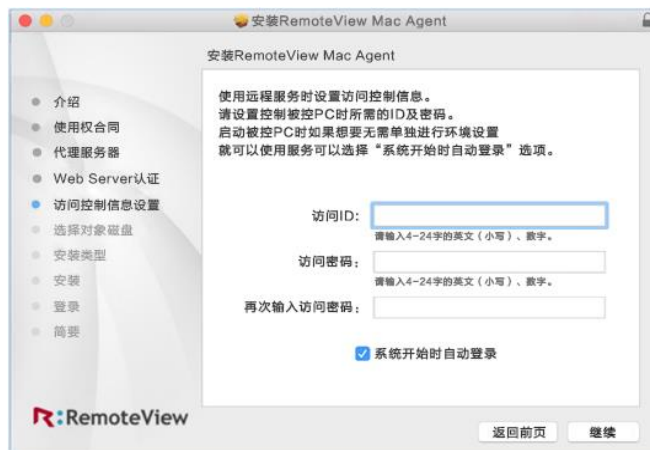 安装RemoteView Mac Agent
安装RemoteView Mac Agent
介绍
使用权合同
代理服务器
Web Server认证
访问控制信息设置
选择对象磁盘
安装类型
安装
登录
简要
使用远程服务时设置访问控制信息。
请设置控制被控PC时所需的ID及密码。
启动被控PC时如果想要无需单独进行环境设置
就可以使用服务可以选择“系统开始时自动登录”选项。
访问ID：
请输入4-24字的英文（小写）、数字。
访问密码：
请输入4-24字的英文（小写）、数字。
再次输入访问密码：
系统开始时自动登录
RemoteView
返回前页
继续